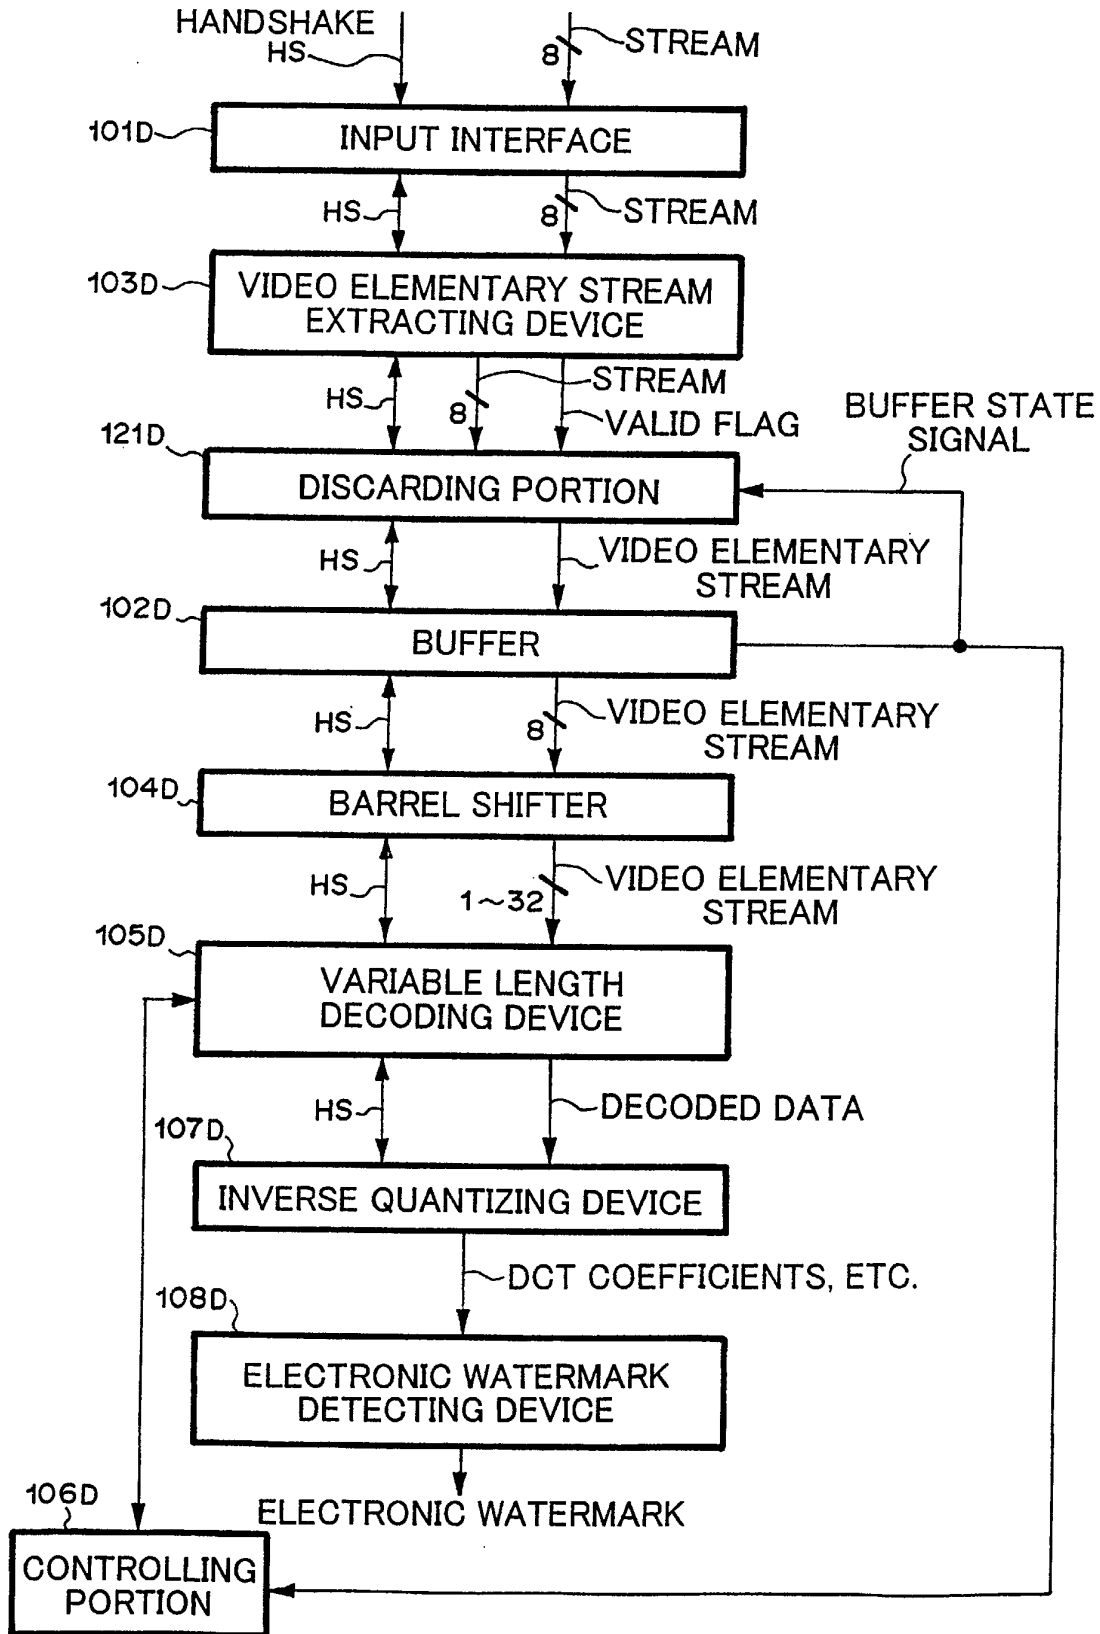 HANDSHAKE
HS
8
STREAM
101D
INPUT INTERFACE
HS
8
STREAM
103D
VIDEO ELEMENTARY STREAM
EXTRACTING DEVICE
HS
8
STREAM
VALID FLAG
BUFFER STATE
SIGNAL
121D
DISCARDING PORTION
HS
VIDEO ELEMENTARY
STREAM
102D
BUFFER
HS
8
VIDEO ELEMENTARY
STREAM
104D
BARREL SHIFTER
HS
1~32
VIDEO ELEMENTARY
STREAM
105D
VARIABLE LENGTH
DECODING DEVICE
HS
DECODED DATA
107D
INVERSE QUANTIZING DEVICE
DCT COEFFICIENTS, ETC.
108D
ELECTRONIC WATERMARK
DETECTING DEVICE
ELECTRONIC WATERMARK
106D
CONTROLLING
PORTION